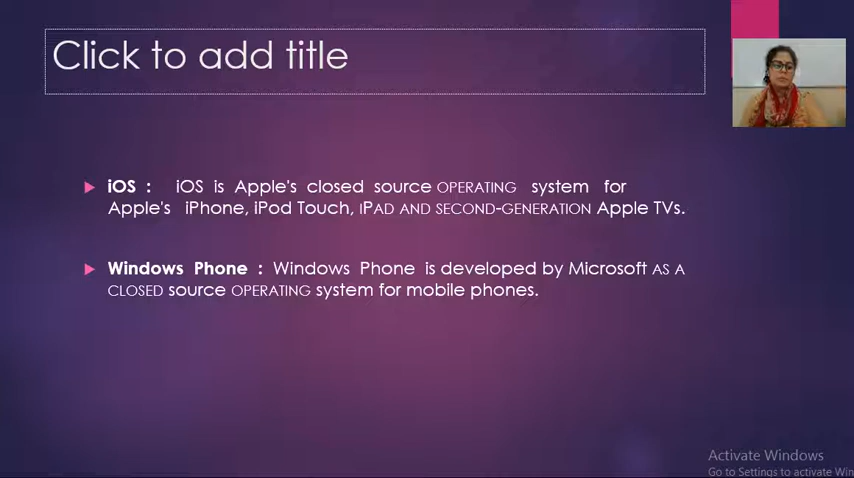 Click to add title
iOS : iOS is Apple's closed source OPERATING system for
Apple's iPhone, iPod Touch, iPAD AND SECOND-GENERATION Apple TVs.
Windows Phone : Windows Phone is developed by Microsoft AS A
CLOSED source OPERATING system for mobile phones.
Activate Windows
Go to Settings to activate Win